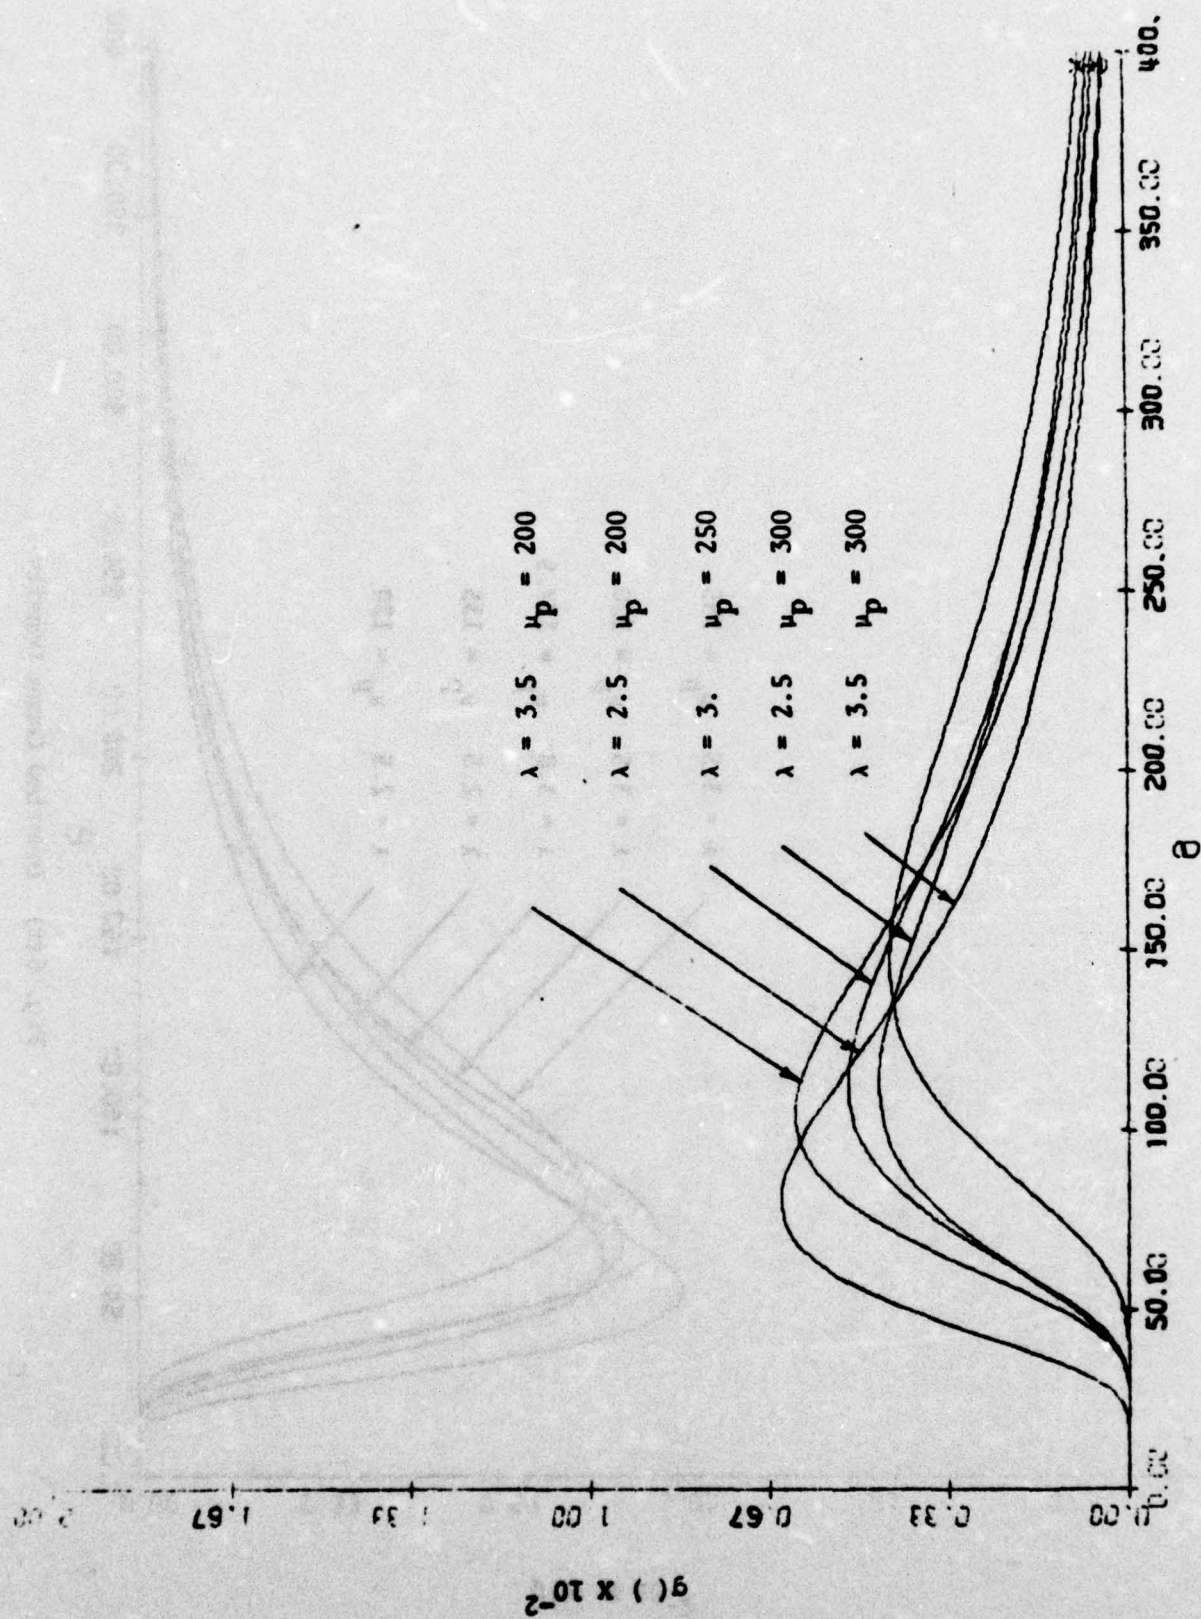 g( ) X 10⁻²
1.67
1.33
1.00
0.67
0.33
0.00
λ = 3.5 μp = 200
λ = 2.5 μp = 200
λ = 3. μp = 250
λ = 2.5 μp = 300
λ = 3.5 μp = 300
0.00 50.00 100.00 150.00 200.00 250.00 300.00 350.00 400.
a